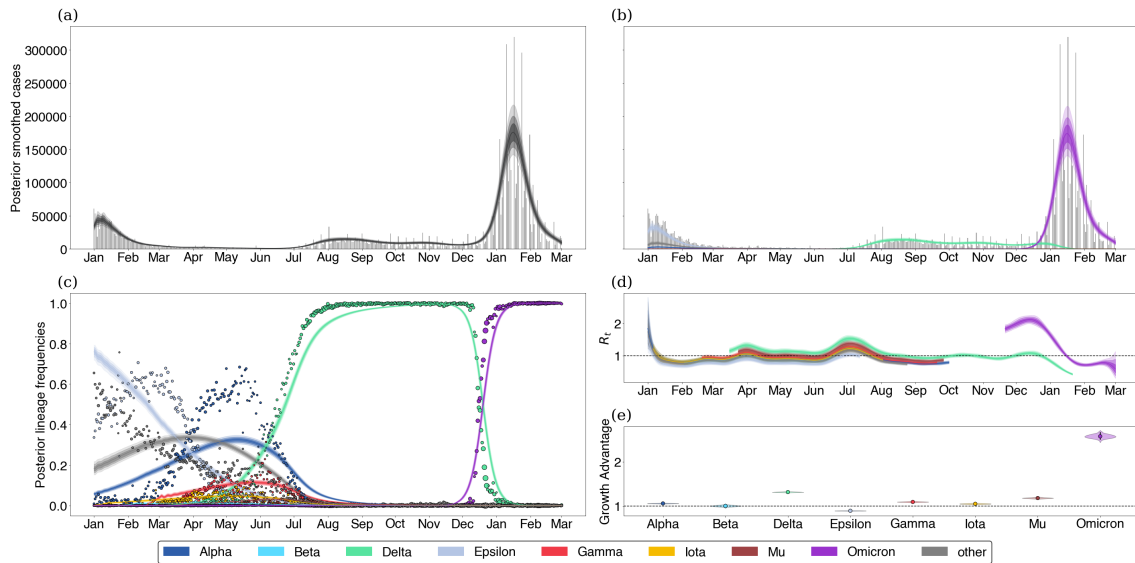 (a)
(b)
Posterior smoothed cases
300000
250000
200000
150000
100000
50000
0
Jan Feb Mar Apr May Jun Jul Aug Sep Oct Nov Dec Jan Feb Mar
Jan Feb Mar Apr May Jun Jul Aug Sep Oct Nov Dec Jan Feb Mar
(c)
(d)
Posterior lineage frequencies
1.0
0.8
0.6
0.4
0.2
0.0
Jan Feb Mar Apr May Jun Jul Aug Sep Oct Nov Dec Jan Feb Mar
Rt
2
1
Jan Feb Mar Apr May Jun Jul Aug Sep Oct Nov Dec Jan Feb Mar
(e)
Growth Advantage
2
1
Alpha Beta Delta Epsilon Gamma Iota Mu Omicron
Alpha Beta Delta Epsilon Gamma Iota Mu Omicron other